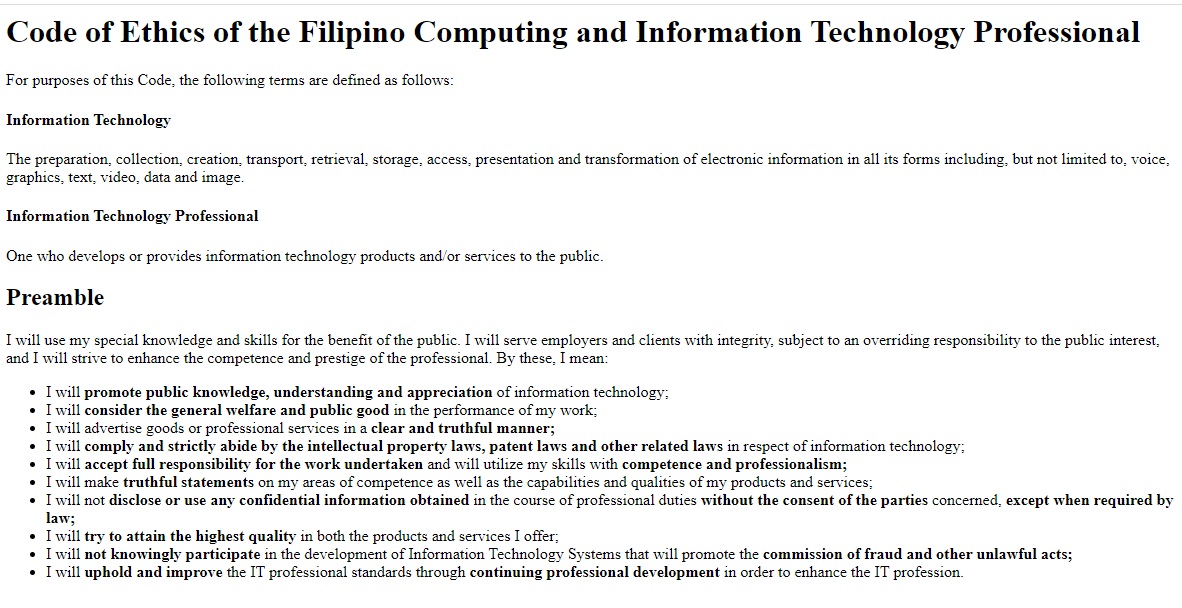 Code of Ethics of the Filipino Computing and Information Technology Professional
For purposes of this Code, the following terms are defined as follows:
Information Technology
The preparation, collection, creation, transport, retrieval, storage, access, presentation and transformation of electronic information in all its forms including, but not limited to, voice,
graphics, text, video, data and image.
Information Technology Professional
One who develops or provides information technology products and/or services to the public.
Preamble
I will use my special knowledge and skills for the benefit of the public. I will serve employers and clients with integrity, subject to an overriding responsibility to the public interest,
and I will strive to enhance the competence and prestige of the professional. By these, I mean:
• I will promote public knowledge, understanding and appreciation of information technology;
• I will consider the general welfare and public good in the performance of my work;
• I will advertise goods or professional services in a clear and truthful manner;
• I will comply and strictly abide by the intellectual property laws, patent laws and other related laws in respect of information technology;
• I will accept full responsibility for the work undertaken and will utilize my skills with competence and professionalism;
• I will make truthful statements on my areas of competence as well as the capabilities and qualities of my products and services;
• I will not disclose or use any confidential information obtained in the course of professional duties without the consent of the parties concerned, except when required by
law;
• I will try to attain the highest quality in both the products and services I offer;
• I will not knowingly participate in the development of Information Technology Systems that will promote the commission of fraud and other unlawful acts;
• I will uphold and improve the IT professional standards through continuing professional development in order to enhance the IT profession.